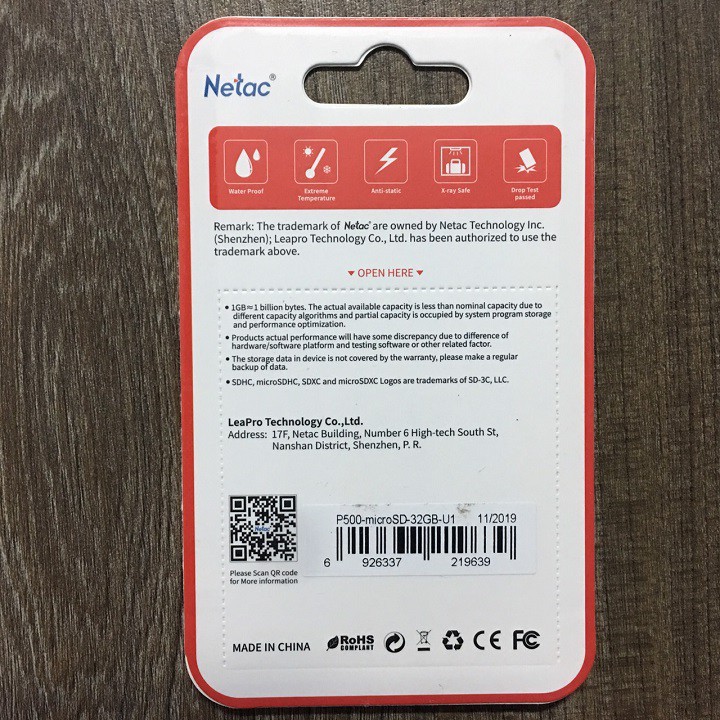 Netac®
Water Proof
Extreme
Temperature
Anti-static
X-ray Safe
Drop Test
passed
Remark: The trademark of Netac® are owned by Netac Technology Inc.
(Shenzhen); Leapro Technology Co., Ltd. has been authorized to use the
trademark above.
▼ OPEN HERE ▼
• 1GB≈1 billion bytes. The actual available capacity is less than nominal capacity due to
different capacity algorithms and partial capacity is occupied by system program storage
and performance optimization.
• Products actual performance will have some discrepancy due to difference of
hardware/software platform and testing software or other related factor.
• The storage data in device is not covered by the warranty, please make a regular
backup of data.
• SDHC, microSDHC, SDXC and microSDXC Logos are trademarks of SD-3C, LLC.
LeaPro Technology Co.,Ltd.
Address: 17F, Netac Building, Number 6 High-tech South St,
Nanshan District, Shenzhen, P. R.
Netac
Please Scan QR code
for More information
P500-microSD-32GB-U1 11/2019
6 926337 219639
MADE IN CHINA RoHS COMPLIANT CE FC